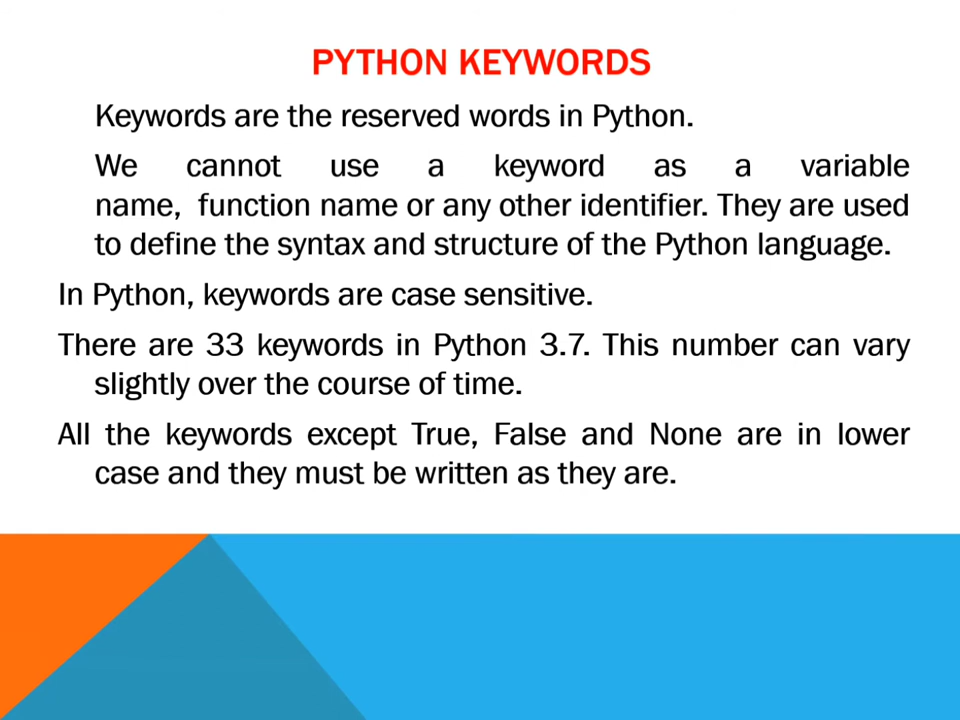 PYTHON KEYWORDS
Keywords are the reserved words in Python.
We cannot use a keyword as a variable
name, function name or any other identifier. They are used
to define the syntax and structure of the Python language.
In Python, keywords are case sensitive.
There are 33 keywords in Python 3.7. This number can vary
slightly over the course of time.
All the keywords except True, False and None are in lower
case and they must be written as they are.